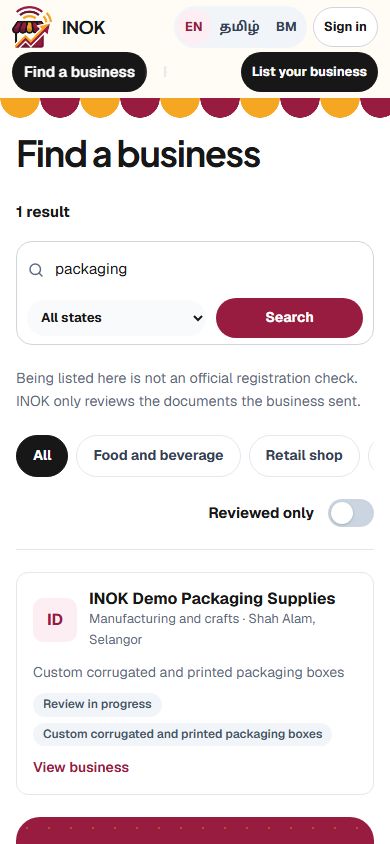 INOK
EN தமிழ் BM
Sign in
Find a business
List your business
Find a business
1 result
packaging
All states
Search
Being listed here is not an official registration check.
INOK only reviews the documents the business sent.
All
Food and beverage
Retail shop
Reviewed only
ID
INOK Demo Packaging Supplies
Manufacturing and crafts · Shah Alam,
Selangor
Custom corrugated and printed packaging boxes
Review in progress
Custom corrugated and printed packaging boxes
View business